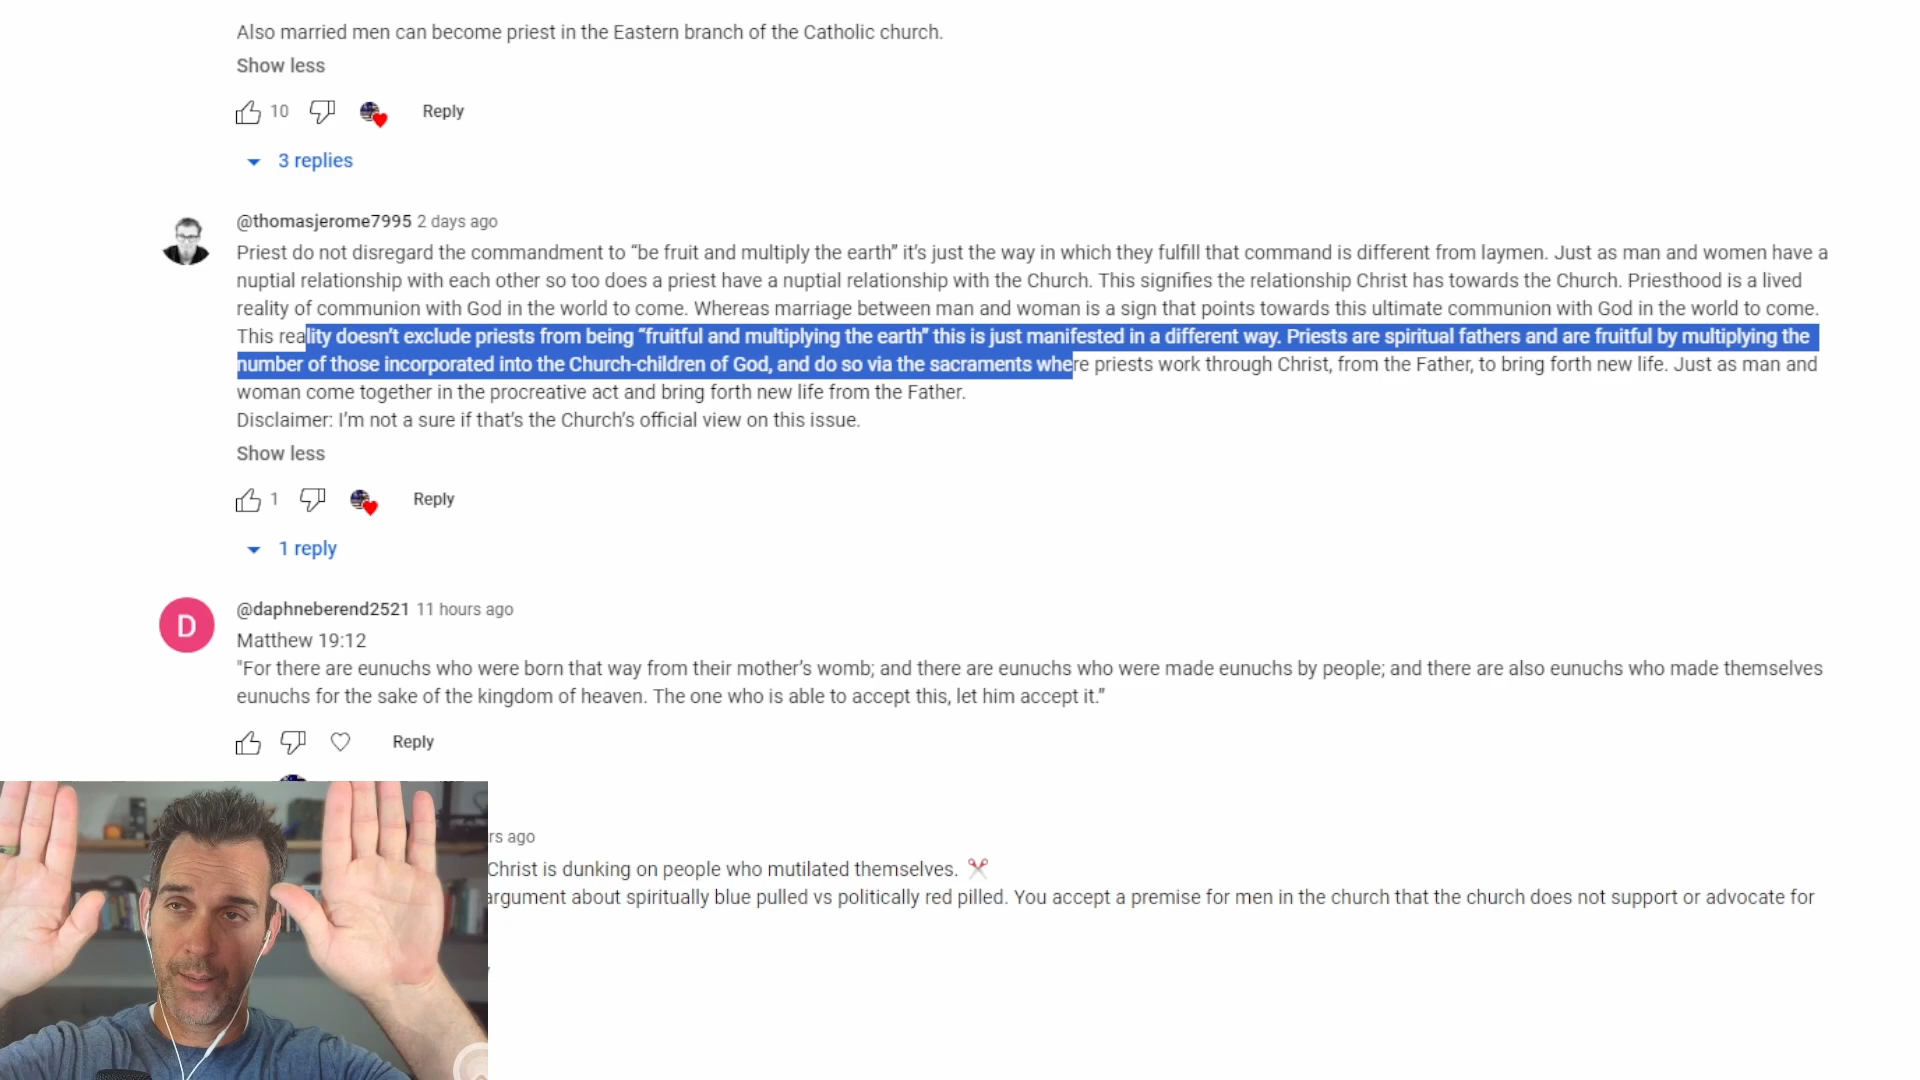 Also married men can become priest in the Eastern branch of the Catholic church.
Show less
10
Reply
3 replies
@thomasjerome7995 2 days ago
Priest do not disregard the commandment to “be fruit and multiply the earth” it’s just the way in which they fulfill that command is different from laymen. Just as man and women have a
nuptial relationship with each other so too does a priest have a nuptial relationship with the Church. This signifies the relationship Christ has towards the Church. Priesthood is a lived
reality of communion with God in the world to come. Whereas marriage between man and woman is a sign that points towards this ultimate communion with God in the world to come.
This reality doesn’t exclude priests from being “fruitful and multiplying the earth” this is just manifested in a different way. Priests are spiritual fathers and are fruitful by multiplying the
number of those incorporated into the Church-children of God, and do so via the sacraments where priests work through Christ, from the Father, to bring forth new life. Just as man and
woman come together in the procreative act and bring forth new life from the Father.
Disclaimer: I’m not a sure if that’s the Church’s official view on this issue.
Show less
1
Reply
1 reply
D
@daphneberend2521 11 hours ago
Matthew 19:12
"For there are eunuchs who were born that way from their mother’s womb; and there are eunuchs who were made eunuchs by people; and there are also eunuchs who made themselves
eunuchs for the sake of the kingdom of heaven. The one who is able to accept this, let him accept it.”
Reply
rs ago
Christ is dunking on people who mutilated themselves.
argument about spiritually blue pulled vs politically red pilled. You accept a premise for men in the church that the church does not support or advocate for